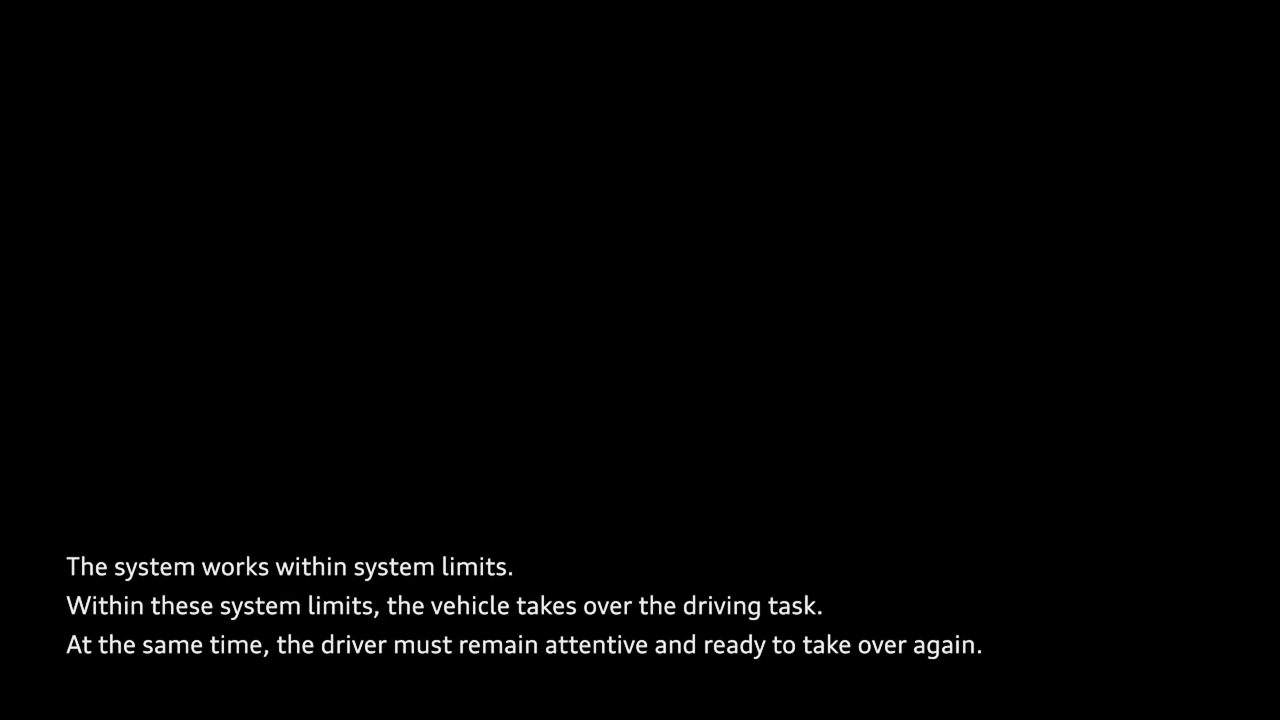 The system works within system limits.
Within these system limits, the vehicle takes over the driving task.
At the same time, the driver must remain attentive and ready to take over again.